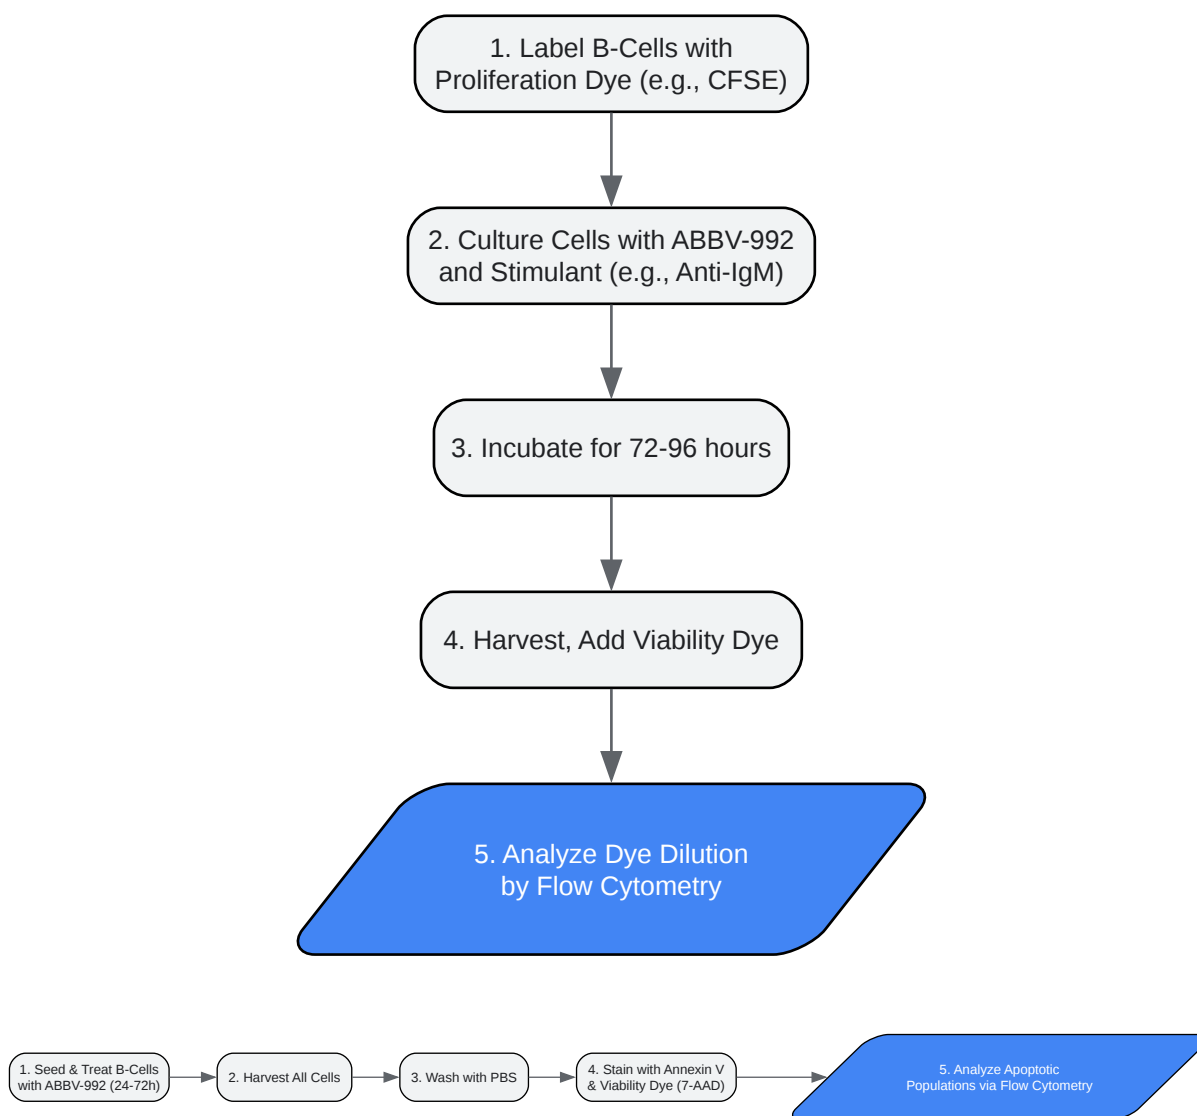 1. Label B-Cells with
Proliferation Dye (e.g., CFSE)
2. Culture Cells with ABBV-992
and Stimulant (e.g., Anti-IgM)
3. Incubate for 72-96 hours
4. Harvest, Add Viability Dye
5. Analyze Dye Dilution
by Flow Cytometry
1. Seed & Treat B-Cells
with ABBV-992 (24-72h)
2. Harvest All Cells
3. Wash with PBS
4. Stain with Annexin V
& Viability Dye (7-AAD)
5. Analyze Apoptotic
Populations via Flow Cytometry